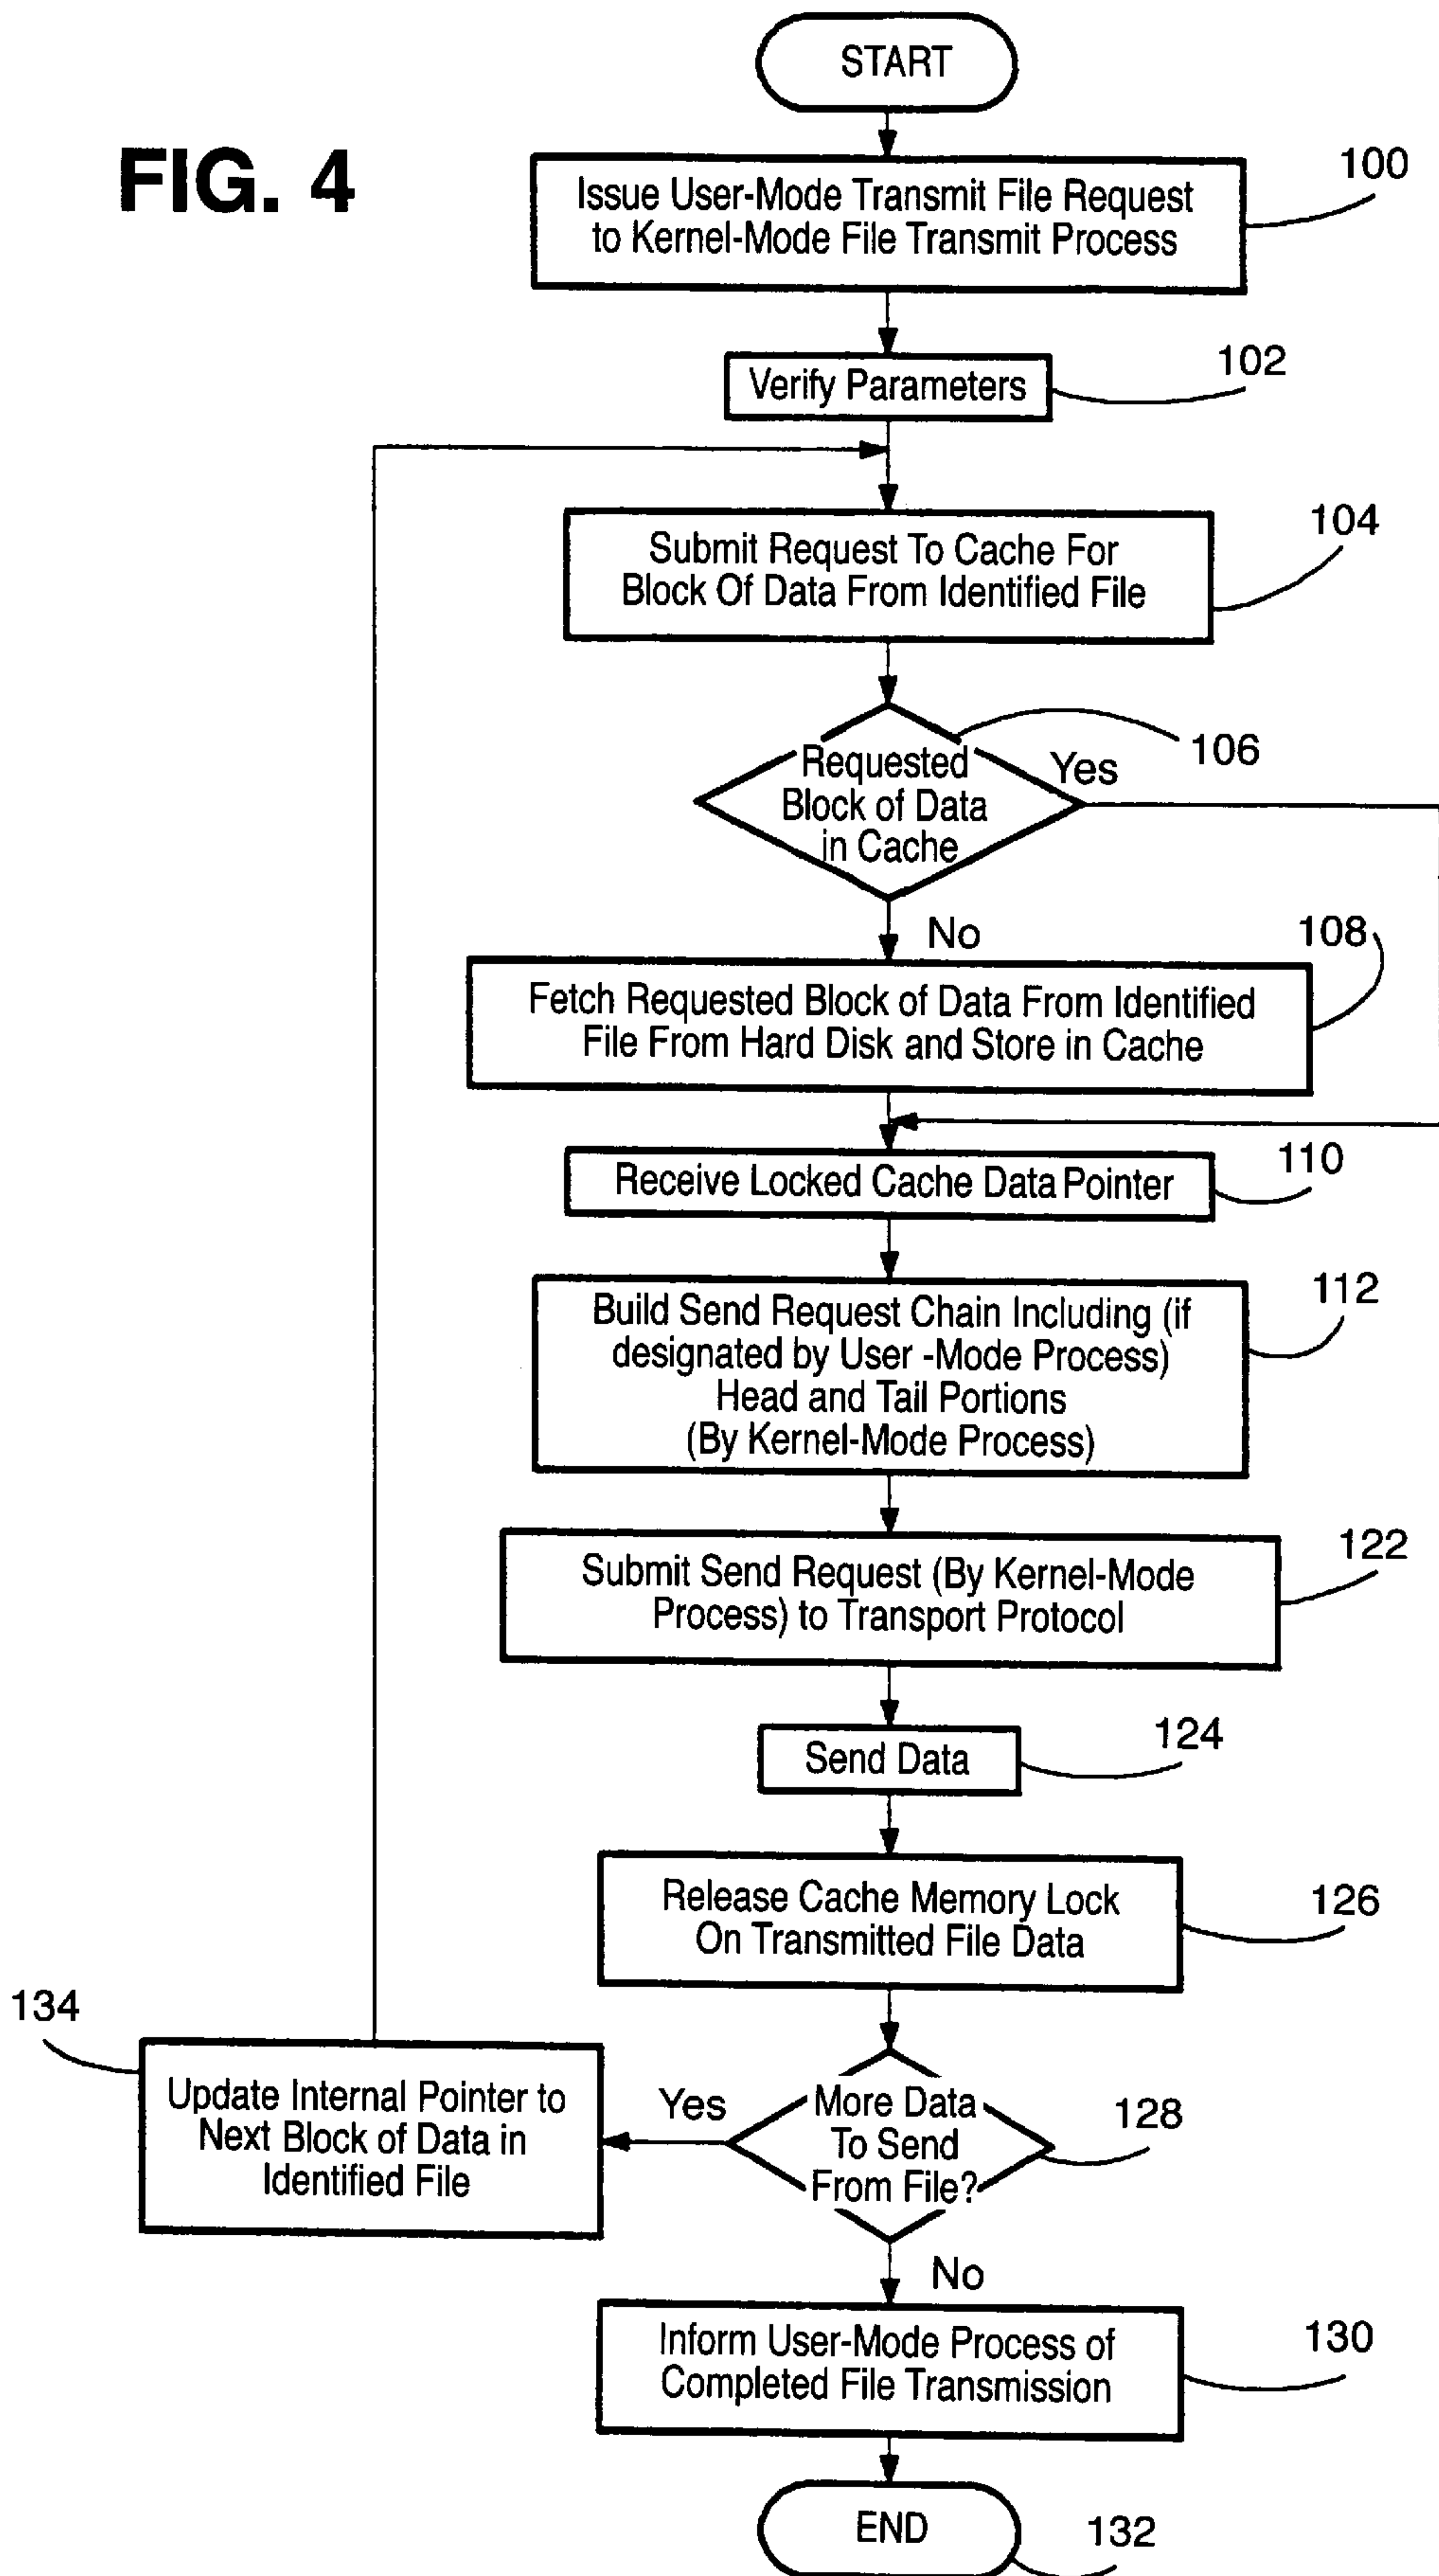 FIG. 4
START
Issue User-Mode Transmit File Request
to Kernel-Mode File Transmit Process
100
Verify Parameters
102
Submit Request To Cache For
Block Of Data From Identified File
104
Requested
Block of Data
in Cache
106
Yes
No
Fetch Requested Block of Data From Identified
File From Hard Disk and Store in Cache
108
Receive Locked Cache Data Pointer
110
Build Send Request Chain Including (if
designated by User -Mode Process)
Head and Tail Portions
(By Kernel-Mode Process)
112
Submit Send Request (By Kernel-Mode
Process) to Transport Protocol
122
Send Data
124
Release Cache Memory Lock
On Transmitted File Data
126
134
Update Internal Pointer to
Next Block of Data in
Identified File
Yes
More Data
To Send
From File?
128
No
Inform User-Mode Process of
Completed File Transmission
130
END
132